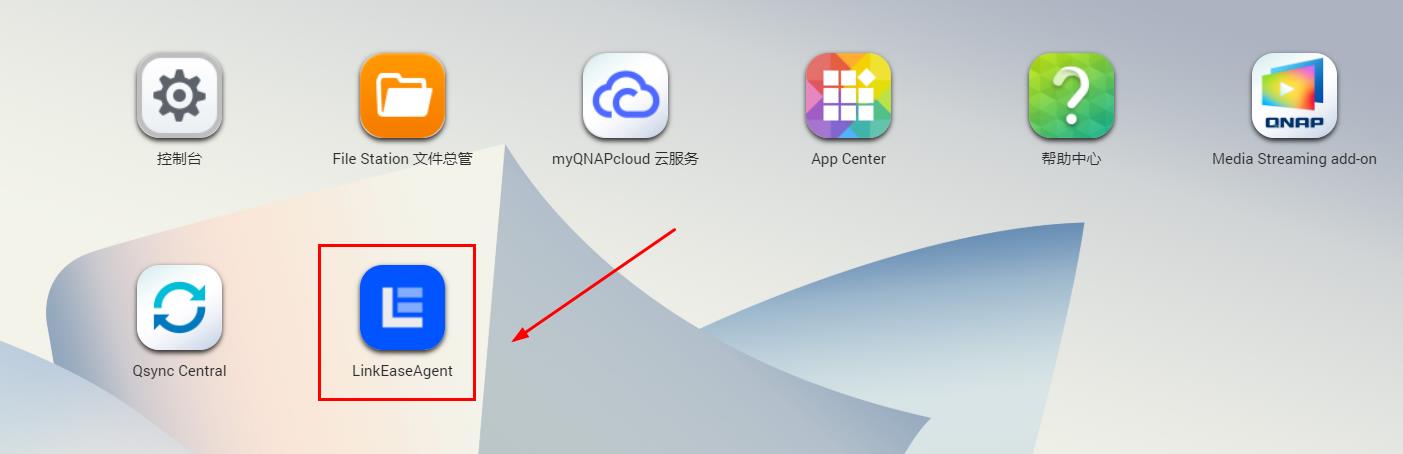 控制台
File Station 文件总管
myQNAPcloud 云服务
App Center
帮助中心
QNAP
Media Streaming add-on
Qsync Central
LinkEaseAgent